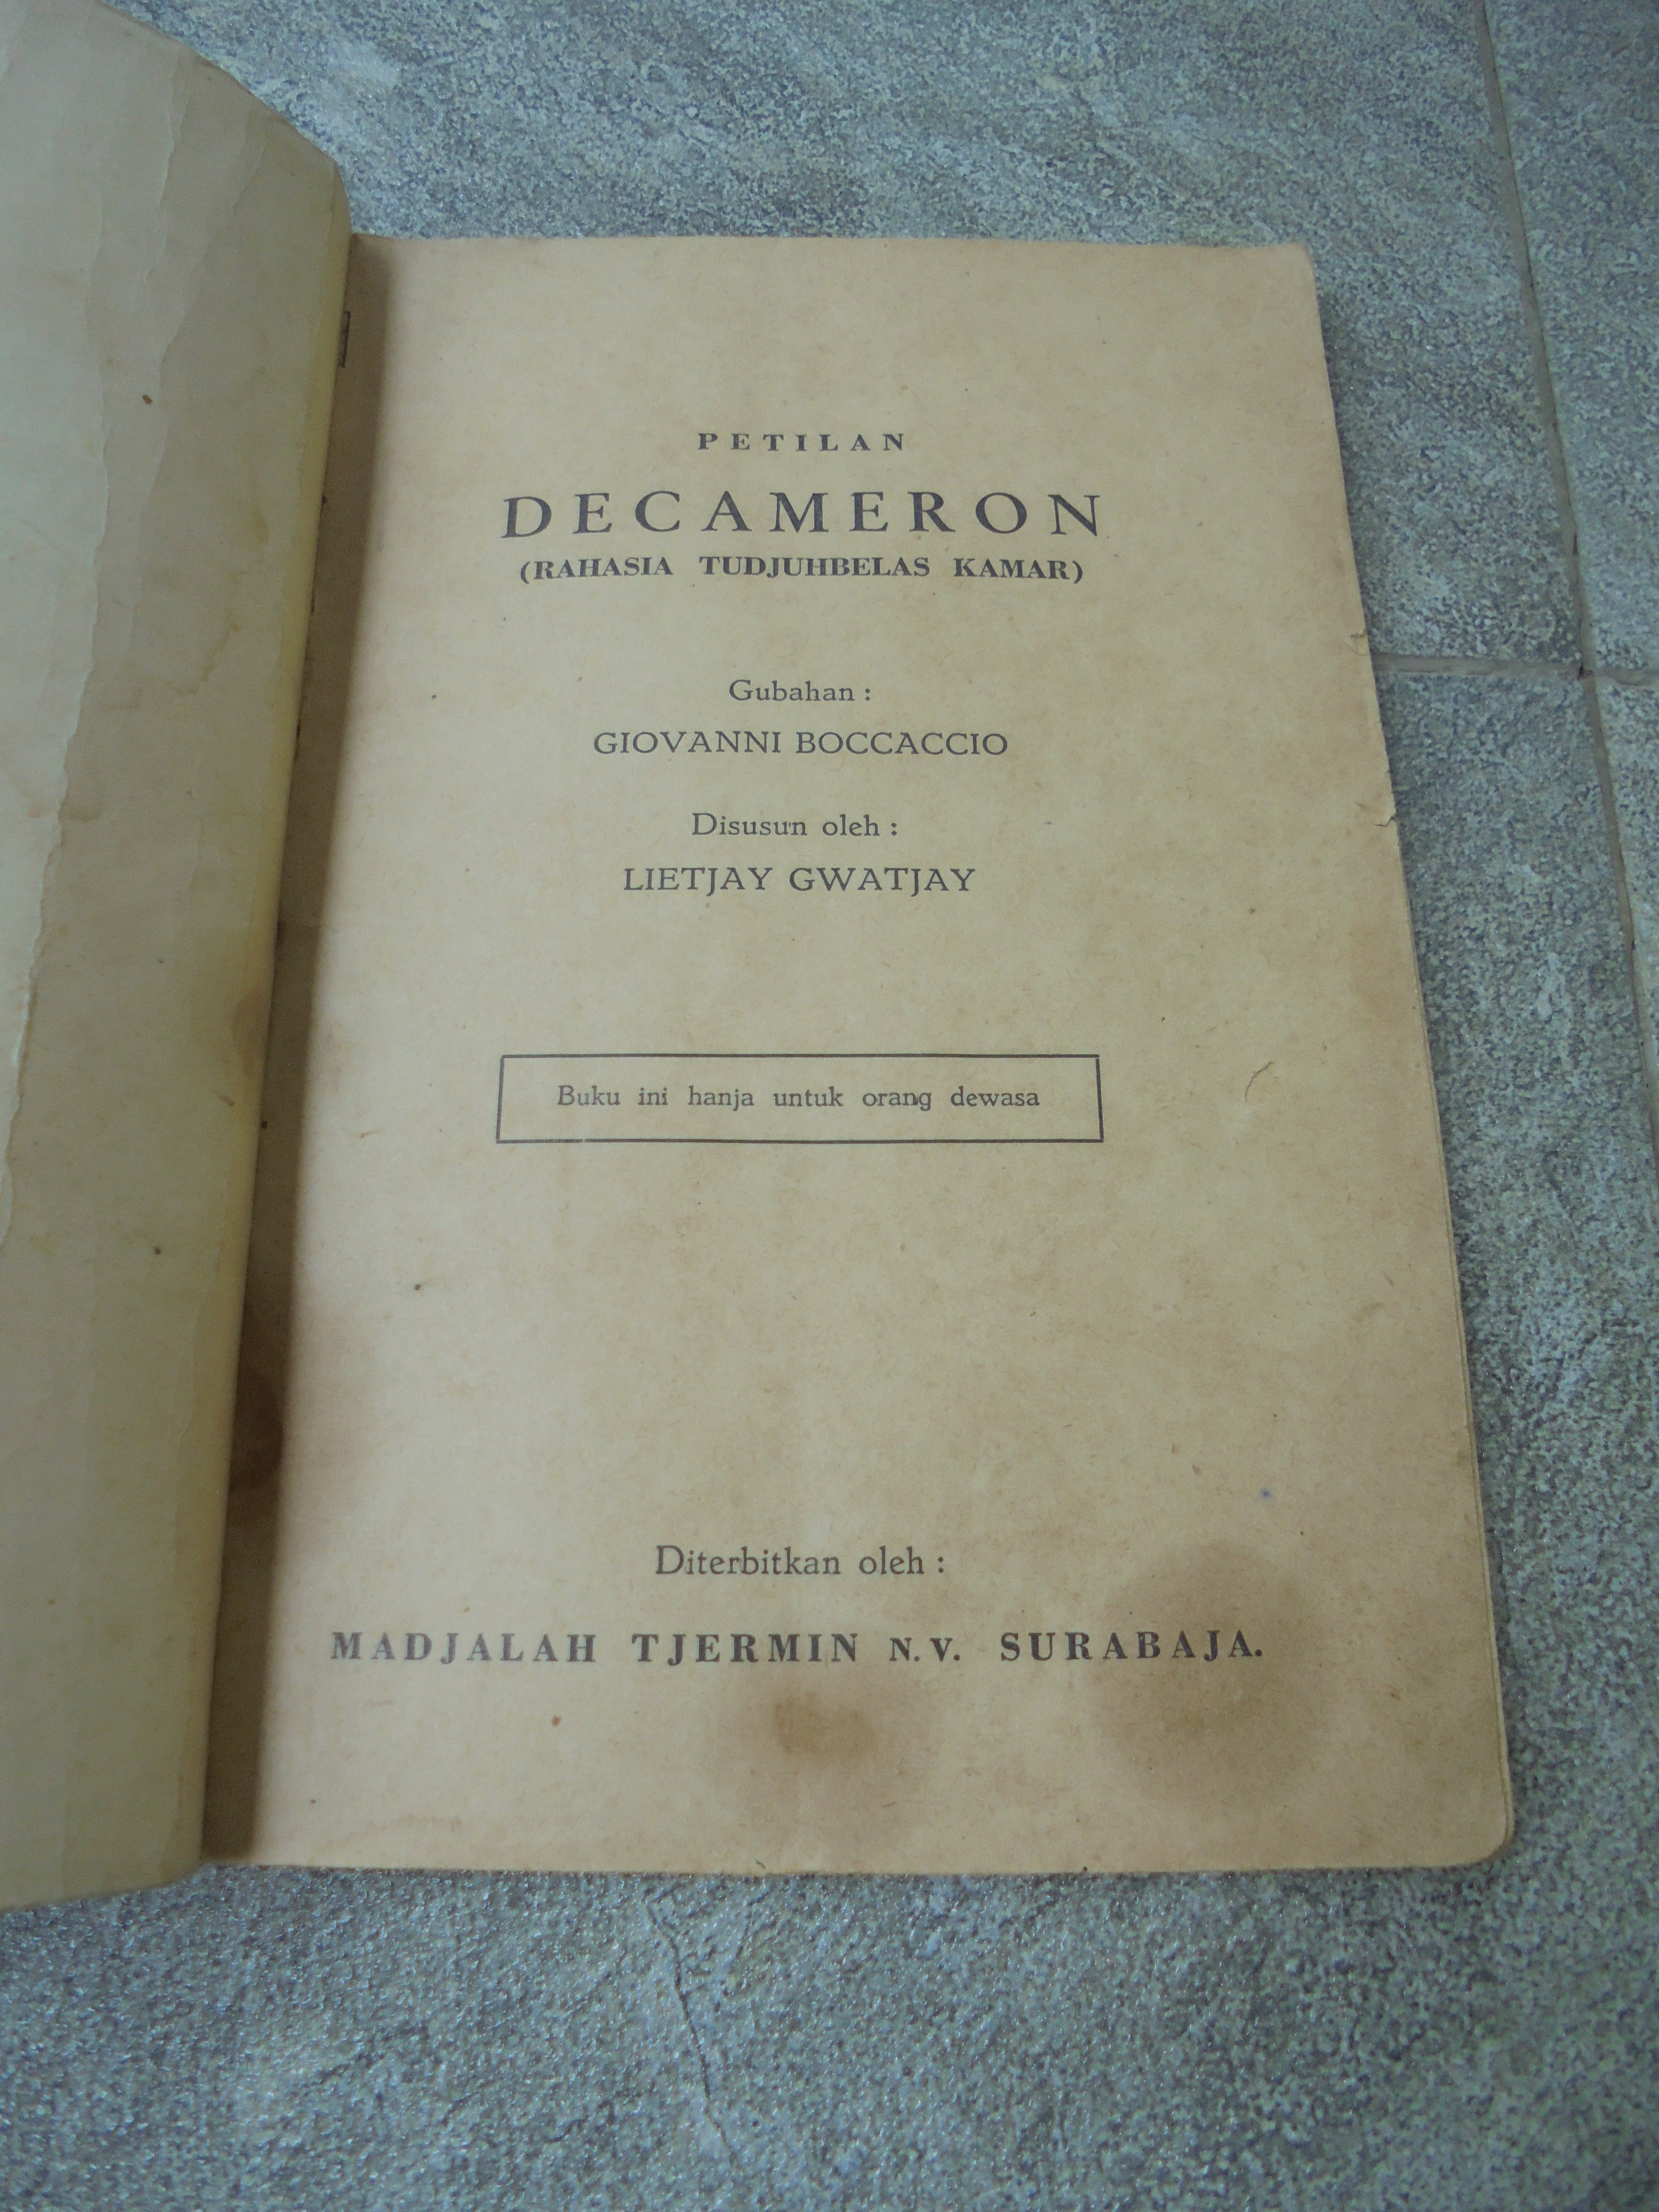 PETILAN
DECAMERON
(RAHASIA TUDJUHBELAS KAMAR)
Gubahan :
GIOVANNI BOCCACCIO
Disusun oleh :
LIETJAY GWATJAY
Buku ini hanja untuk orang dewasa
Diterbitkan oleh :
MADJALAH TJERMIN N.V. SURABAJA.